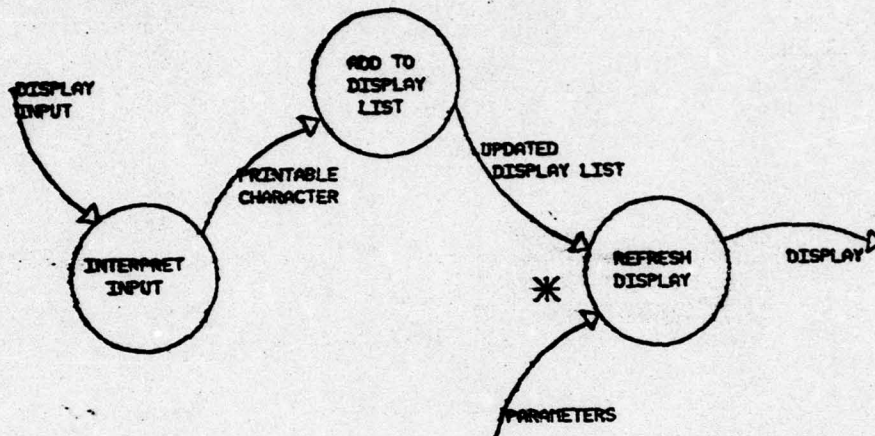 DISPLAY
INPUT
ADD TO
DISPLAY
LIST
PRINTABLE
CHARACTER
UPDATED
DISPLAY LIST
INTERPRET
INPUT
REFRESH
DISPLAY
DISPLAY
*
PARAMETERS